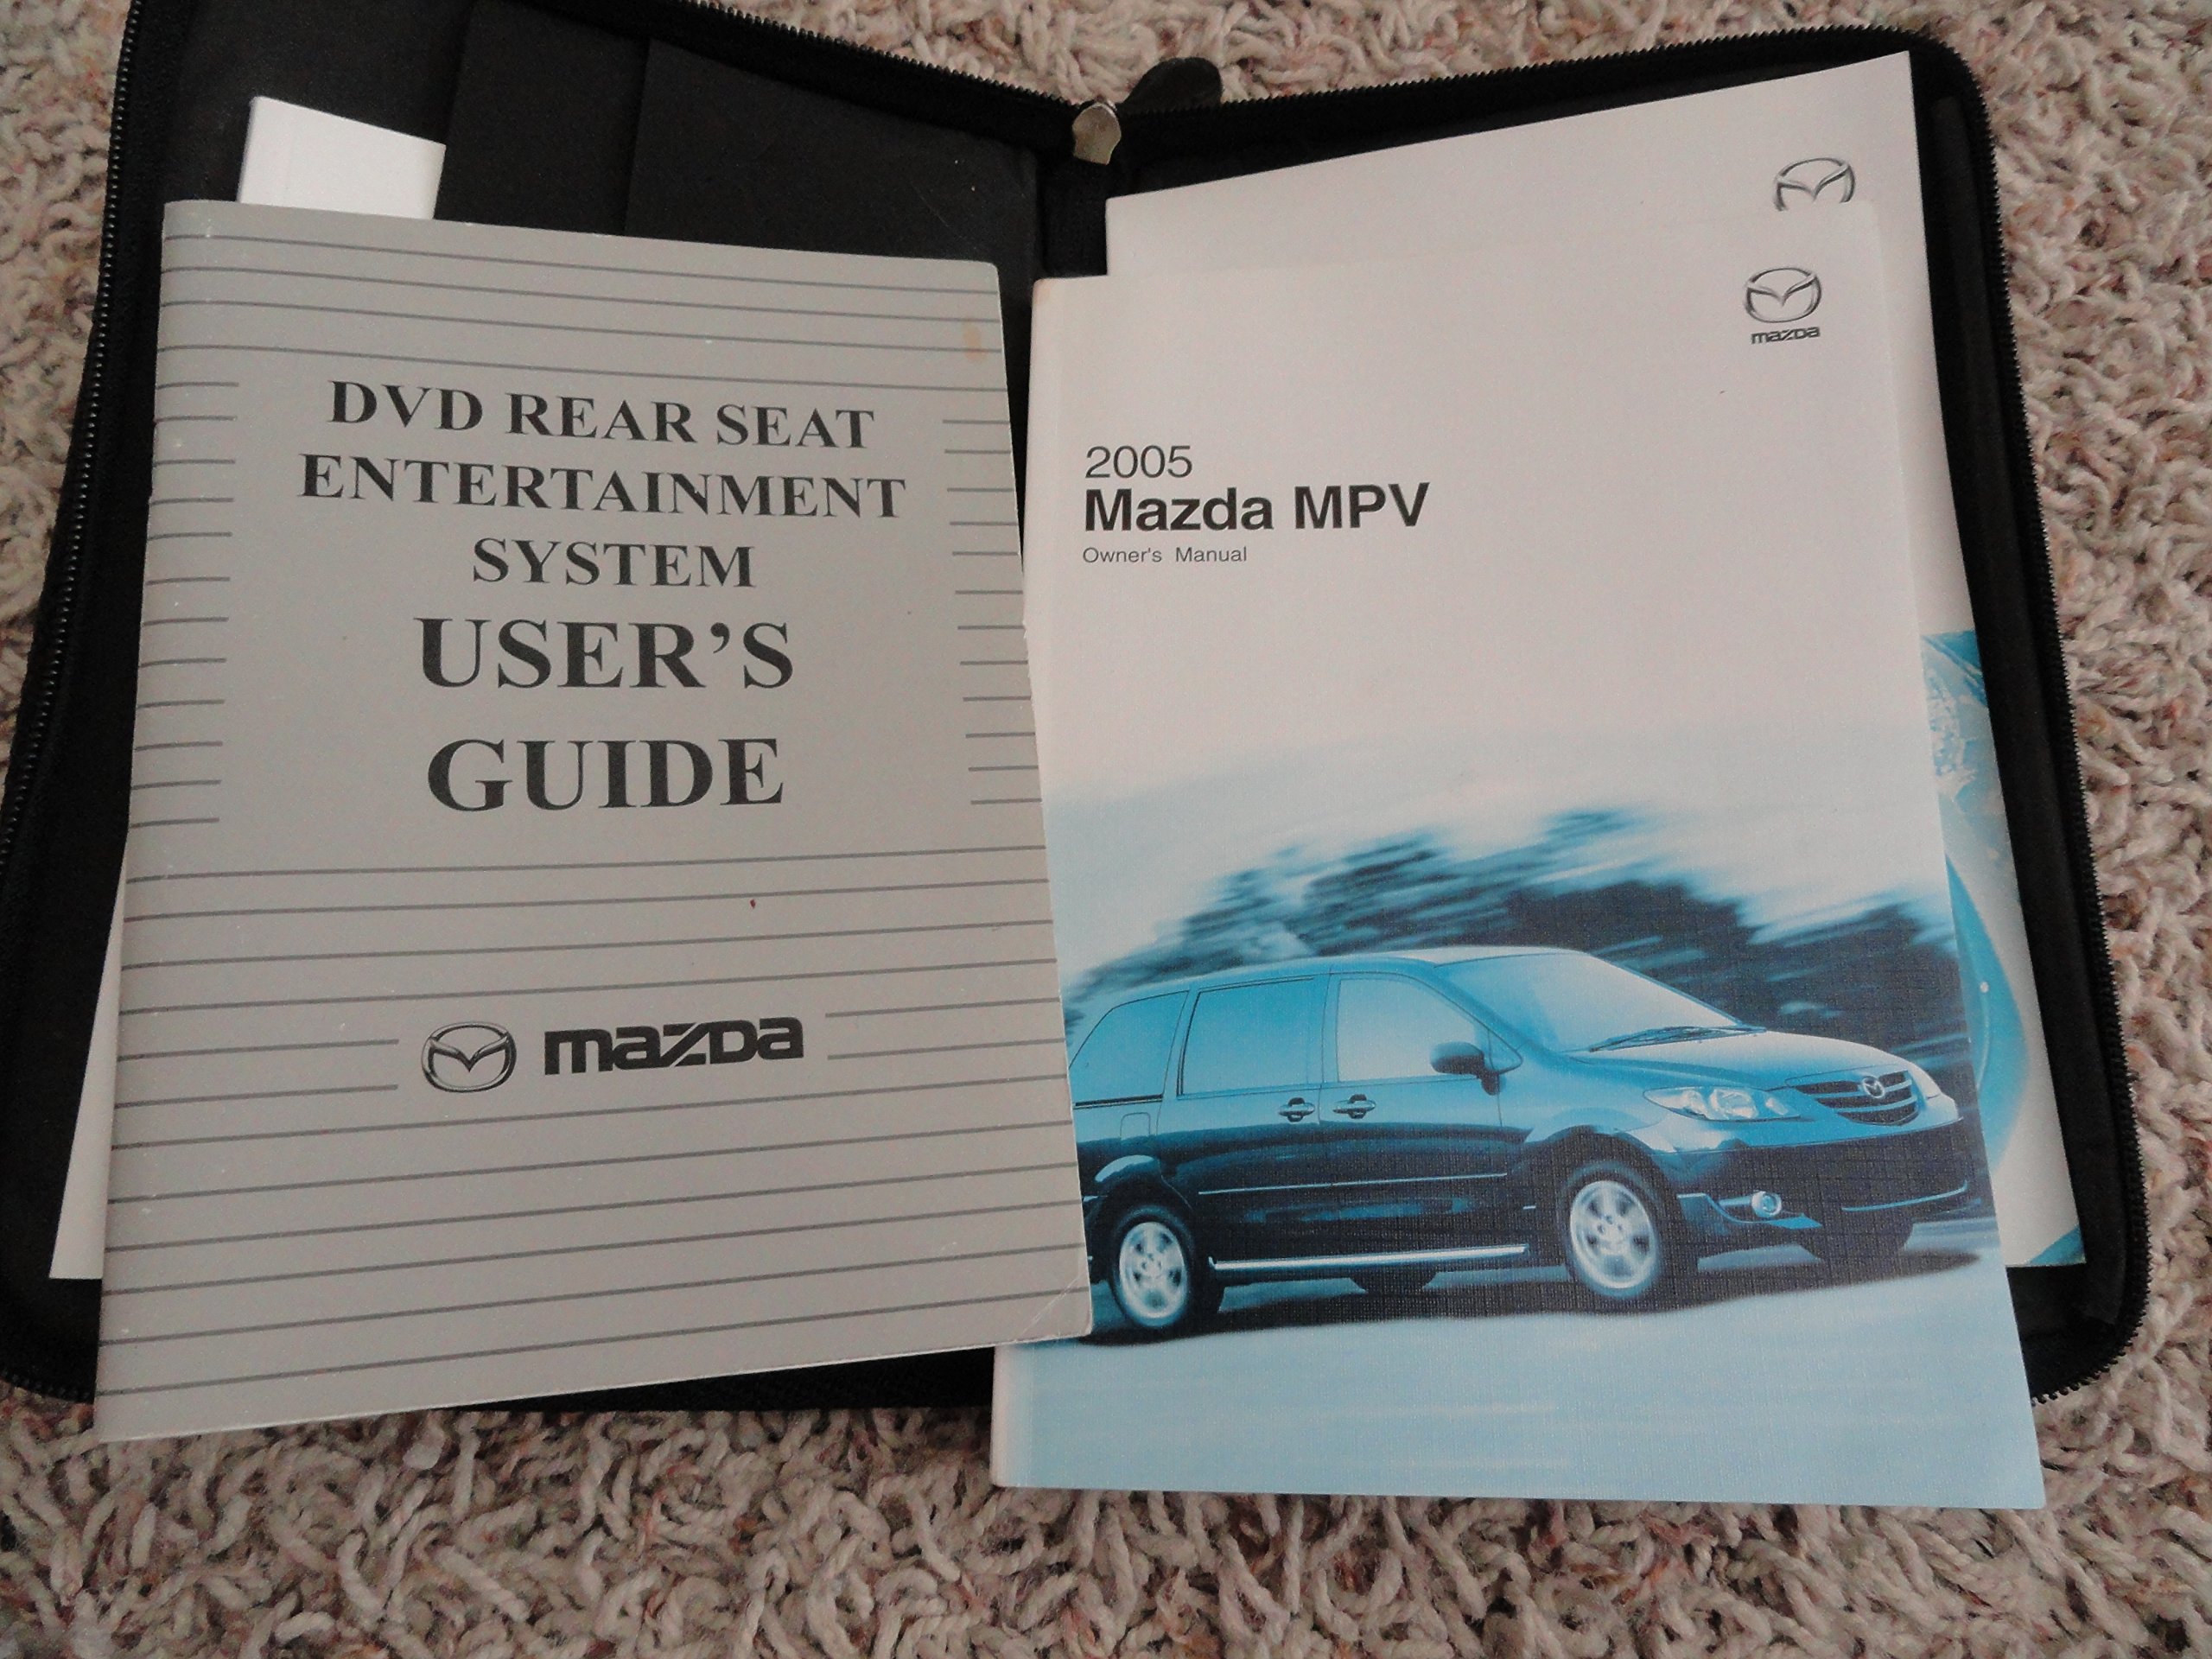 DVD REAR SEAT
ENTERTAINMENT
SYSTEM
USER'S
GUIDE
mazda
mazda
2005
Mazda MPV
Owner's Manual